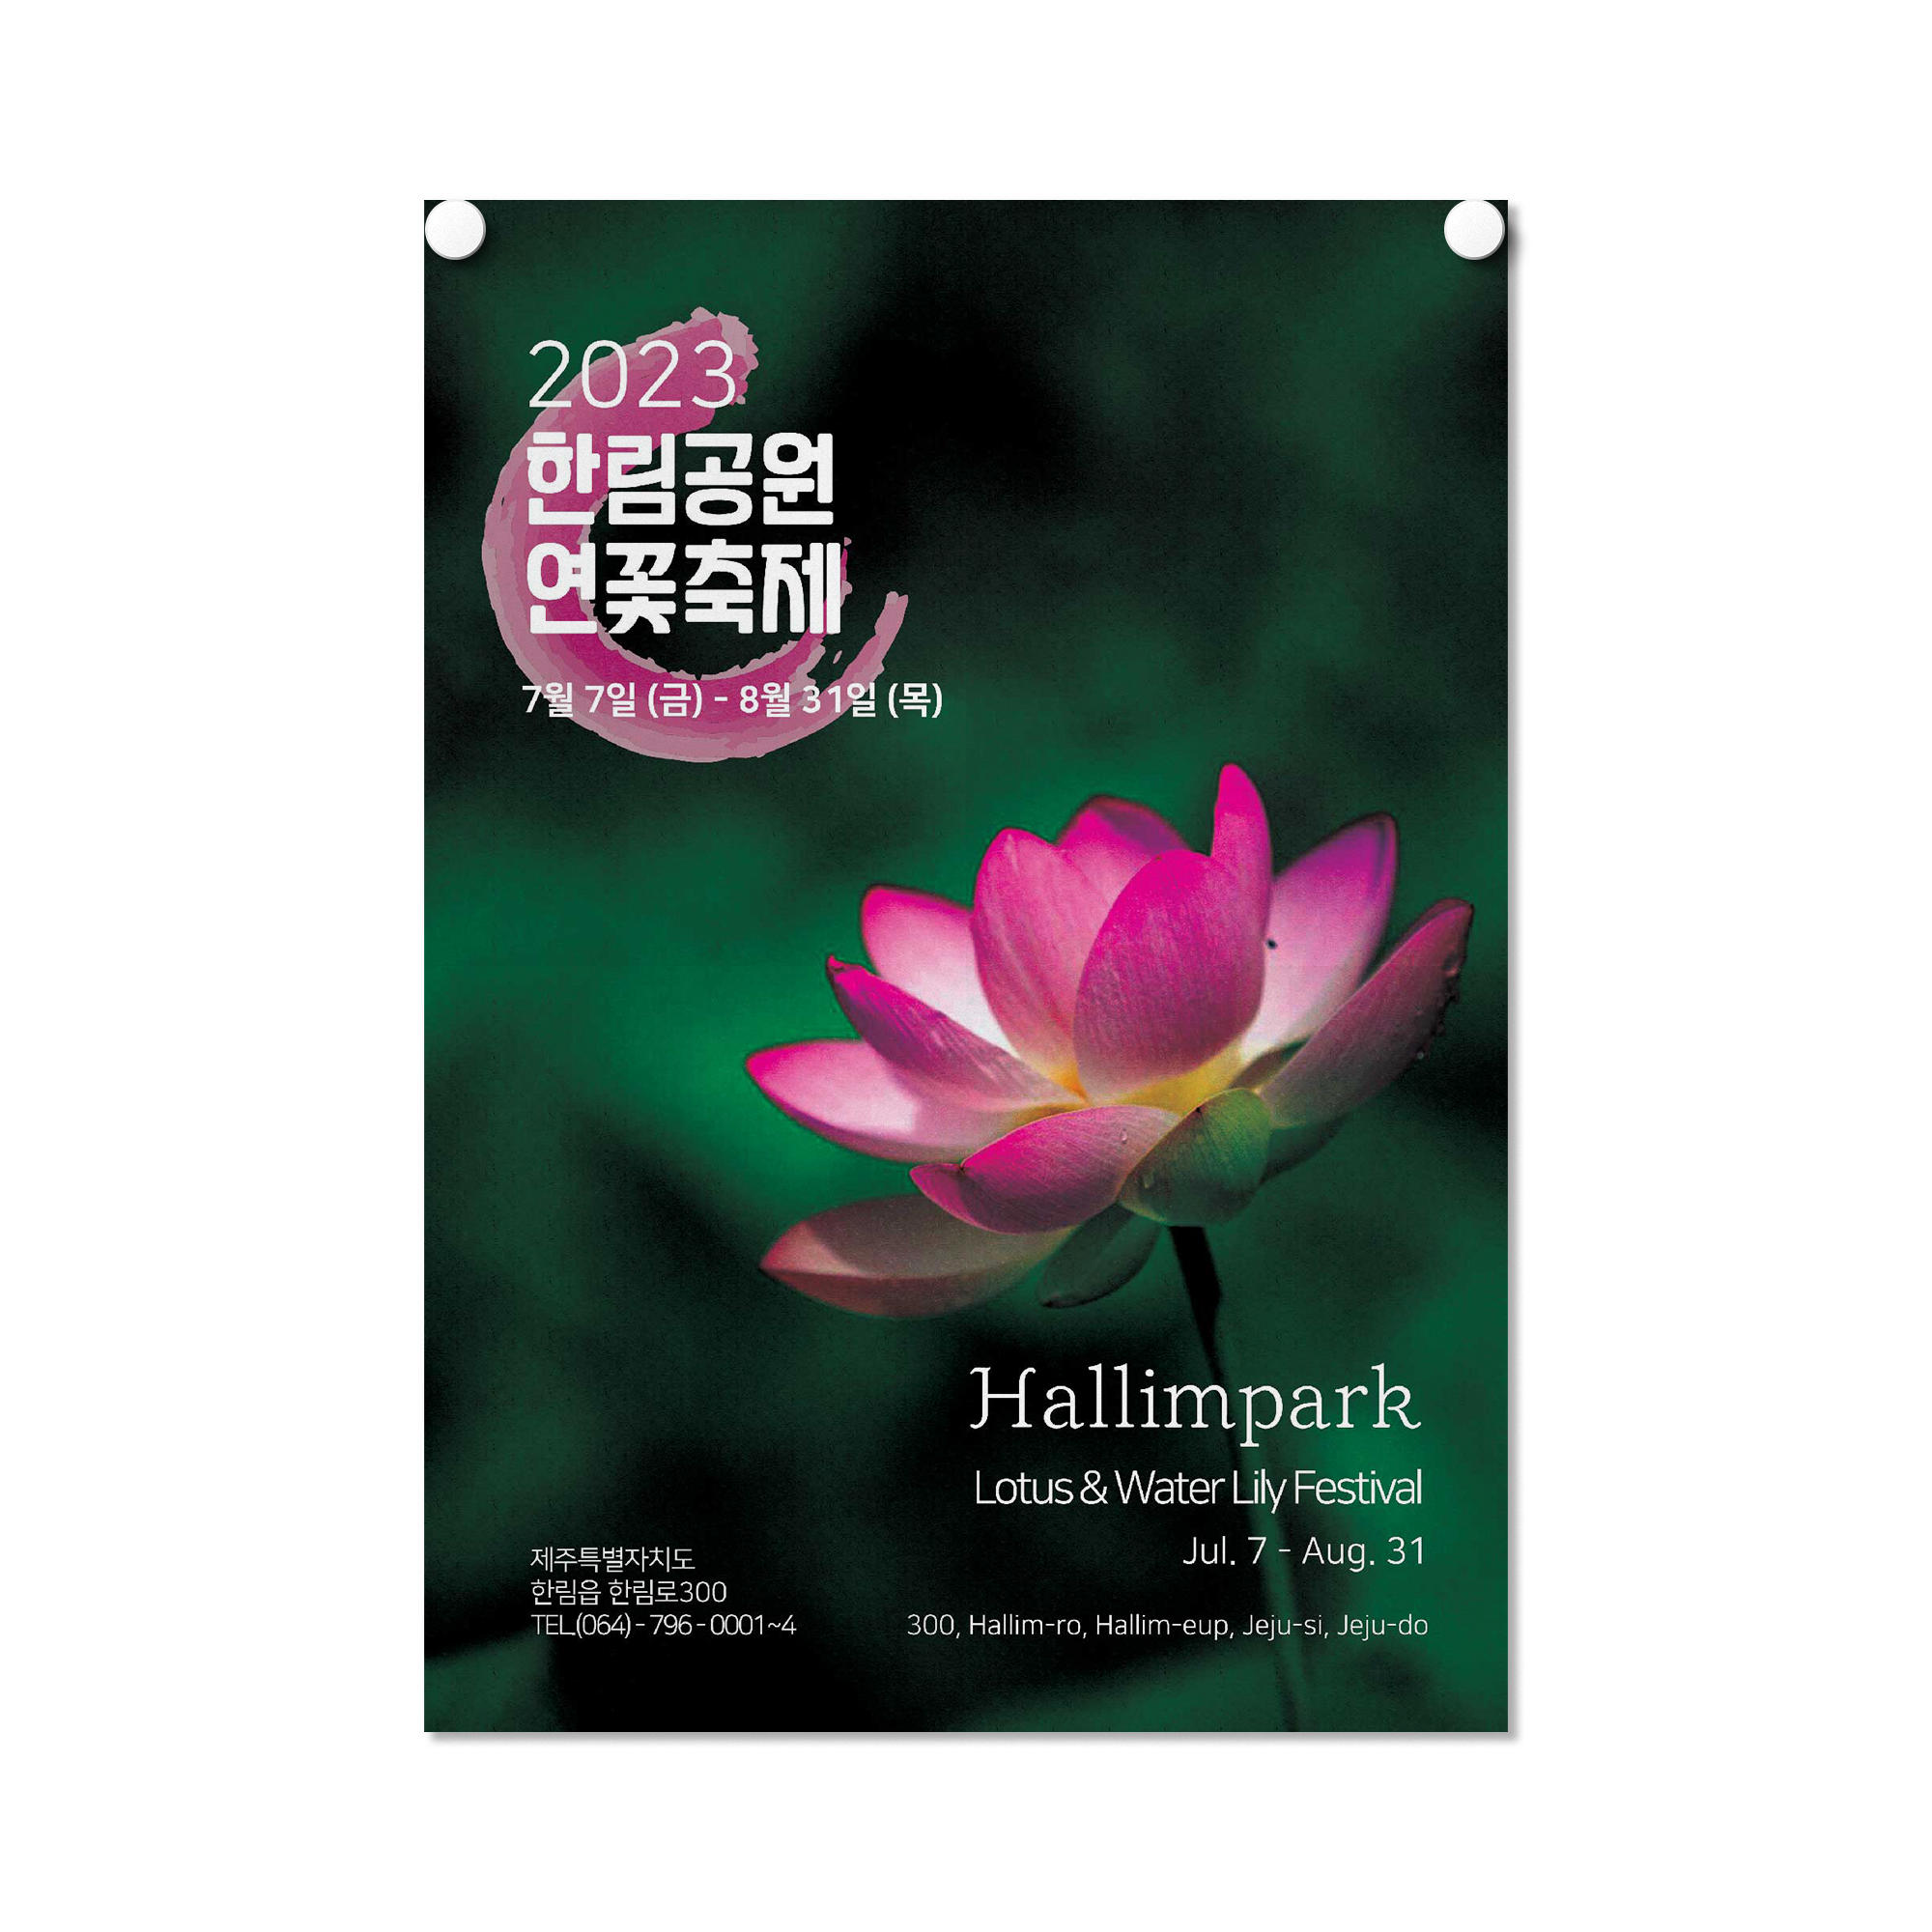 2023
한림공원
연꽃축제
7월 7일 (금) - 8월 31일 (목)
Hallimpark
Lotus & Water Lily Festival
Jul. 7 - Aug. 31
제주특별자치도
한림읍 한림로300
TEL.(064) - 796 - 0001~4
300, Hallim-ro, Hallim-eup, Jeju-si, Jeju-do